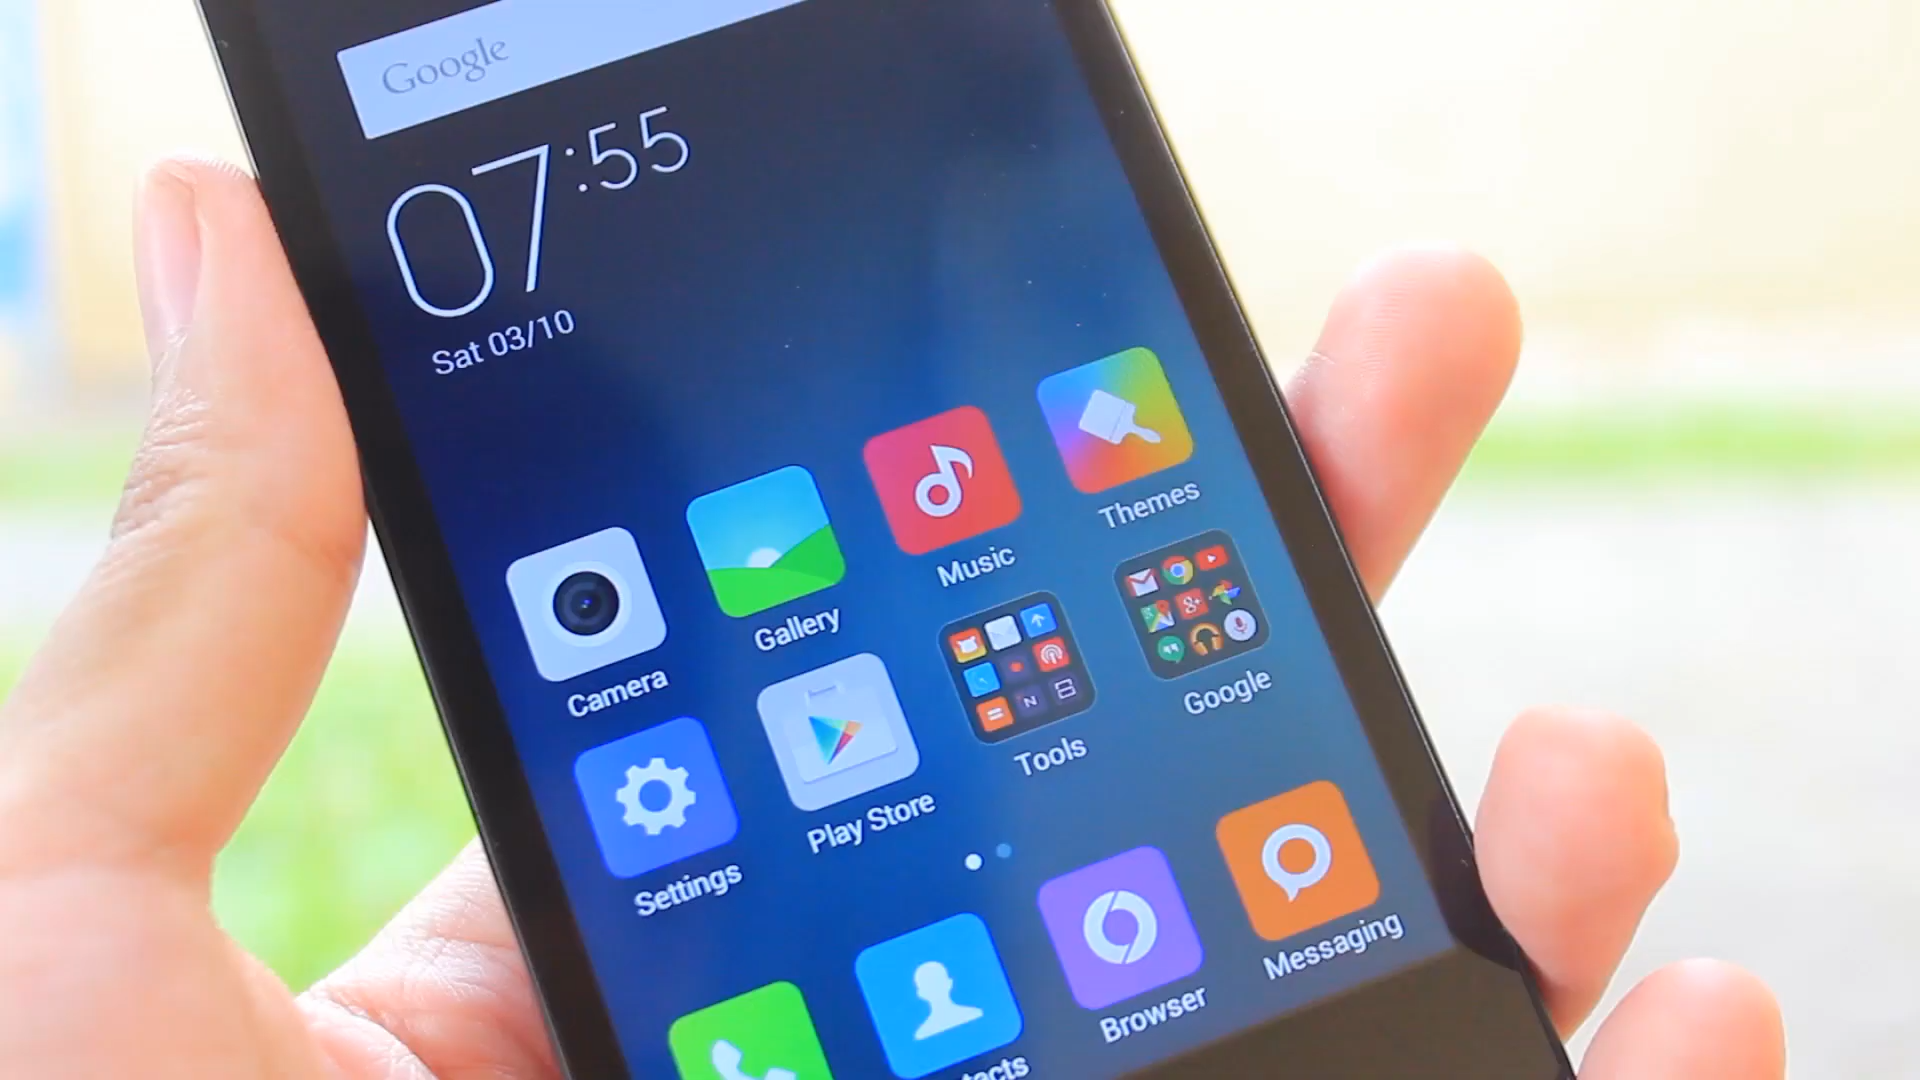 Google
07:55
Sat 03/10
Camera
Gallery
Music
Themes
Settings
Play Store
Tools
Google
Browser
Messaging